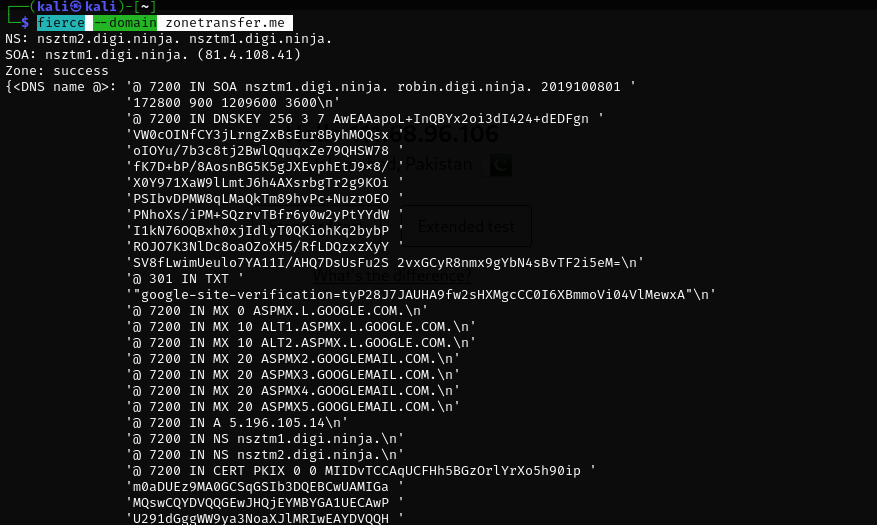 (kali㉿kali)-[~]
$ fierce --domain zonetransfer.me
NS: nsztm2.digi.ninja. nsztm1.digi.ninja.
SOA: nsztm1.digi.ninja. (81.4.108.41)
Zone: success
{<DNS name @>: '@ 7200 IN SOA nsztm1.digi.ninja. robin.digi.ninja. 2019100801 '
'172800 900 1209600 3600\n'
'@ 7200 IN DNSKEY 256 3 7 AwEAAapoL+InQBYx2oi3dI424+dEDFgn '
'VW0cOINfCY3jLrngZxBsEur8ByhMOQsx '
'oIOYu/7b3c8tj2BwlQquqxZe79QHSW78 '
'fK7D+bP/8AosnBG5K5gJXEvphEtJ9×8/ '
'X0Y971XaW9lLmtJ6h4AXsrbgTr2g9KOi '
'PSIbvDPMW8qLMaQkTm89hvPc+NuzrOEO '
'PNhoXs/iPM+SQzrvTBfr6y0w2yPtYYdW '
'I1kN76OQBxh0xjIdlyT0QKiohKq2bybP '
'ROJO7K3NlDc8oaOZoXH5/RfLDQzxzXyY '
'SV8fLwimUeulo7YA11I/AHQ7DsUsFu2S 2vxGCyR8nmx9gYbN4sBvTF2i5eM=\n'
'@ 301 IN TXT '
'"google-site-verification=tyP28J7JAUHA9fw2sHXMgcCC0I6XBmmoVi04VlMewxA"\n'
'@ 7200 IN MX 0 ASPMX.L.GOOGLE.COM.\n'
'@ 7200 IN MX 10 ALT1.ASPMX.L.GOOGLE.COM.\n'
'@ 7200 IN MX 10 ALT2.ASPMX.L.GOOGLE.COM.\n'
'@ 7200 IN MX 20 ASPMX2.GOOGLEMAIL.COM.\n'
'@ 7200 IN MX 20 ASPMX3.GOOGLEMAIL.COM.\n'
'@ 7200 IN MX 20 ASPMX4.GOOGLEMAIL.COM.\n'
'@ 7200 IN MX 20 ASPMX5.GOOGLEMAIL.COM.\n'
'@ 7200 IN A 5.196.105.14\n'
'@ 7200 IN NS nsztm1.digi.ninja.\n'
'@ 7200 IN NS nsztm2.digi.ninja.\n'
'@ 7200 IN CERT PKIX 0 0 MIIDvTCCAqUCFHh5BGzOrlYrXo5h90ip '
'm0aDUEz9MA0GCSqGSIb3DQEBCwUAMIGa '
'MQswCQYDVQQGEwJHQjEYMBYGA1UECAwP '
'U291dGggWW9ya3NoaXJlMRIwEAYDVQQH '
68.96.106
Pakistan
Extended test
What's the difference?